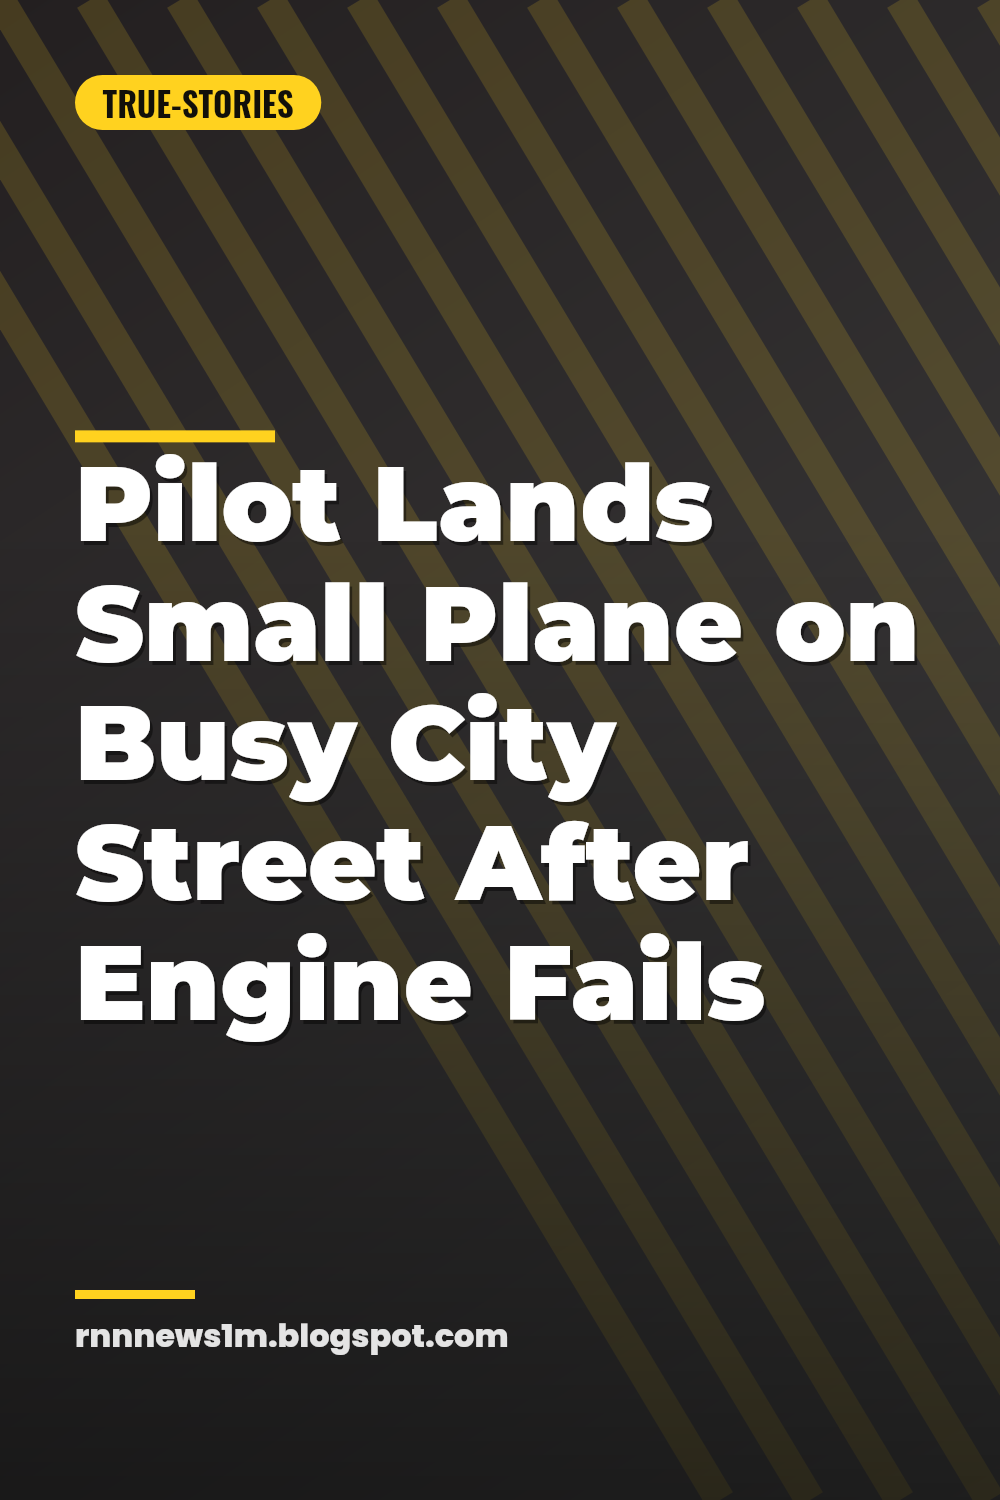 TRUE-STORIES
Pilot Lands
Small Plane on
Busy City
Street After
Engine Fails
rnnnews1m.blogspot.com